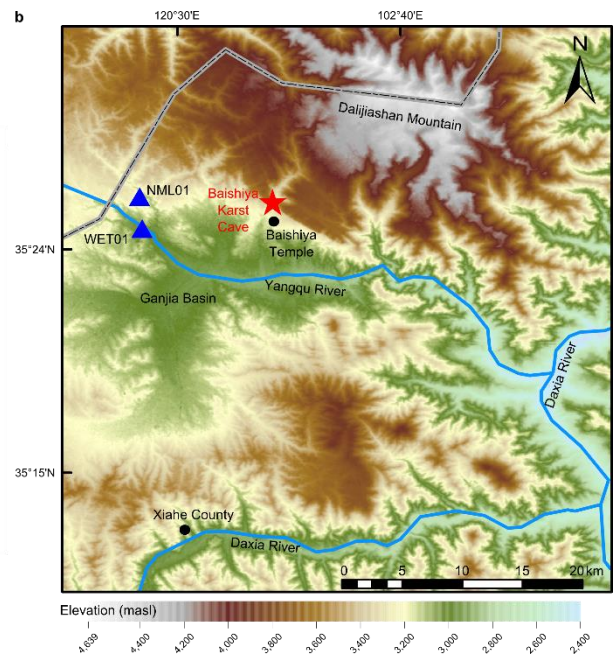 b
120°30'E
102°40'E
N
Dalijiashan Mountain
NML01
Baishiya
Karst
Cave
WET01
Baishiya
Temple
35°24'N
Yangqu River
Ganjia Basin
Daxia River
35°15'N
Xiahe County
Daxia River
0 5 10 15 20 km
Elevation (masl)
4,639 4,400 4,200 4,000 3,800 3,600 3,400 3,200 3,000 2,800 2,600 2,400